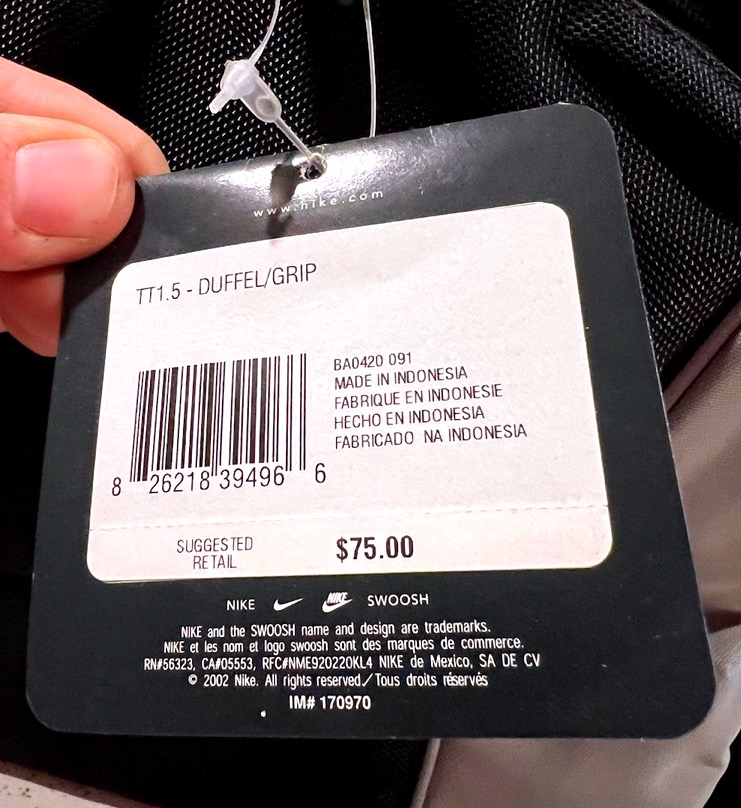 www.nike.com
TT1.5 - DUFFEL/GRIP
BA0420 091
MADE IN INDONESIA
FABRIQUE EN INDONESIE
HECHO EN INDONESIA
FABRICADO NA INDONESIA
8 26218 39496 6
SUGGESTED
RETAIL
$75.00
NIKE NIKE SWOOSH
NIKE and the SWOOSH name and design are trademarks.
NIKE et les nom et logo swoosh sont des marques de commerce.
RN#56323, CA#05553, RFC#NME920220KL4 NIKE de Mexico, SA DE CV
© 2002 Nike. All rights reserved/Tous droits réservés
IM# 170970